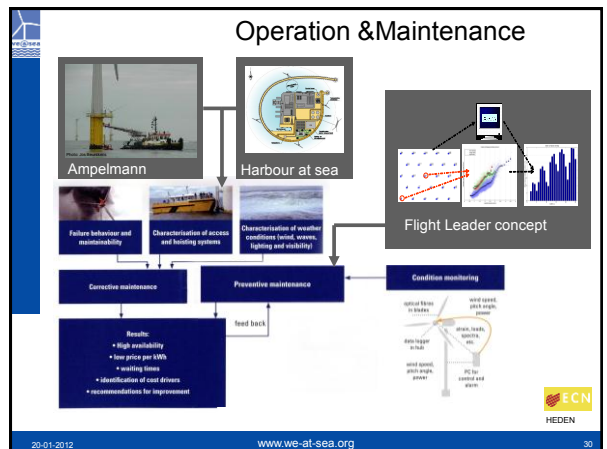 we@sea
Operation &Maintenance
Ampelmann
Harbour at sea
Flight Leader concept
Failure behaviour and
maintainability
Characterisation of access
and hoisting systems
Characterisation of weather
conditions (wind, waves,
lighting and visibility)
Corrective maintenance
Preventive maintenance
Condition monitoring
feed back
Results:
• High availability
• low price per kWh
• waiting times
• identification of cost drivers
• recommendations for improvement
optical fibres
in blades
wind speed,
pitch angle,
power
strain, loads,
spectra,
etc.
data logger
in hub
wind speed,
pitch angle,
power
PC for
control and
alarm
ECN
HEDEN
20-01-2012
www.we-at-sea.org
30